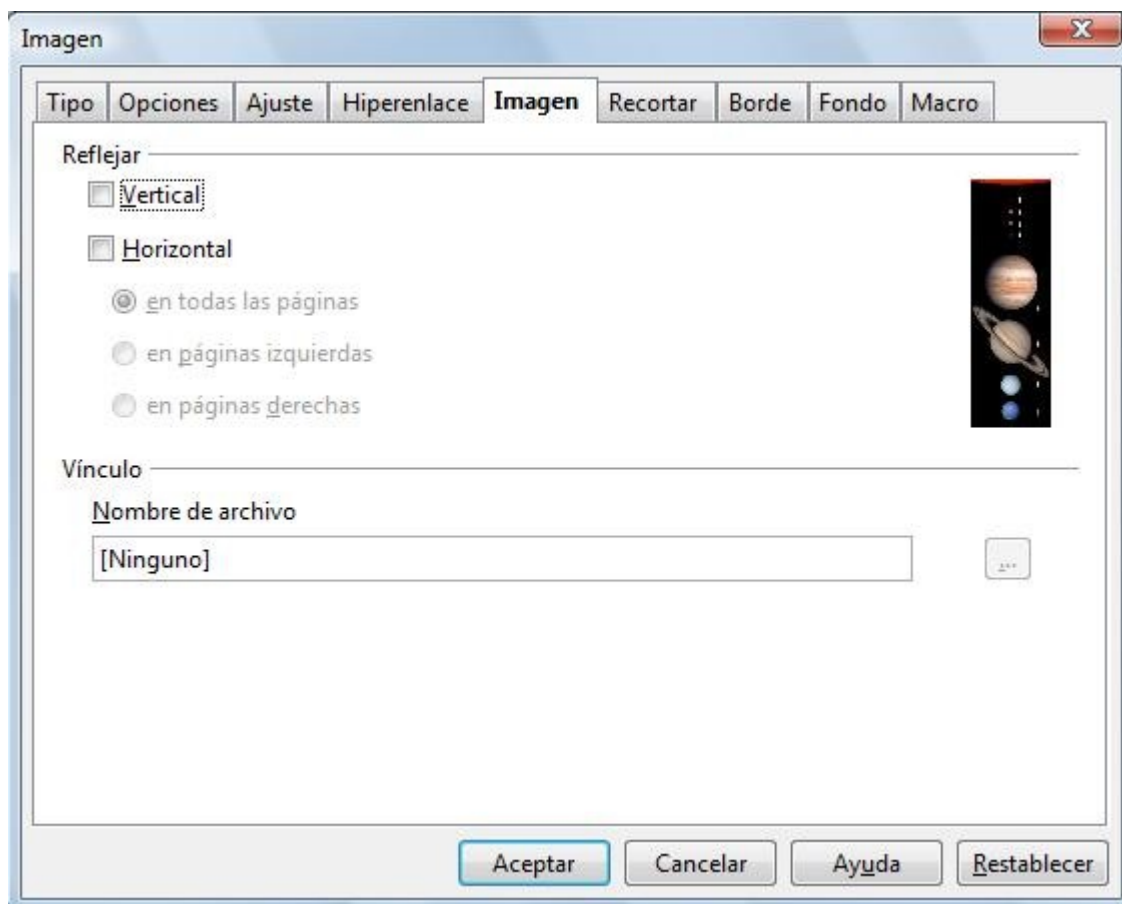 Imagen
Tipo Opciones Ajuste Hiperenlace Imagen Recortar Borde Fondo Macro
Reflejar
Vertical
Horizontal
en todas las páginas
en páginas izquierdas
en páginas derechas
Vínculo
Nombre de archivo
[Ninguno]
...
Aceptar Cancelar Ayuda Restablecer